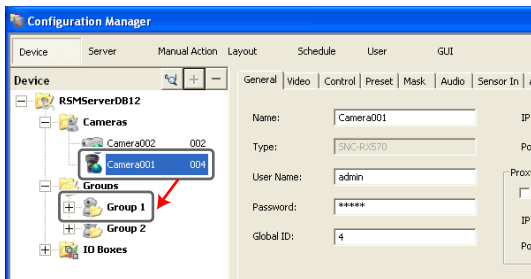 Configuration Manager
Device Server Manual Action Layout Schedule User GUI
Device
General Video Control Preset Mask Audio Sensor In
RSMServerDB12
Cameras
Camera002 002
Camera001 004
Groups
Group 1
Group 2
IO Boxes
Name: Camera001 IP
Type: SNC-RX570 Po
User Name: admin Prox
Password: *****
IP
Global ID: 4
Po